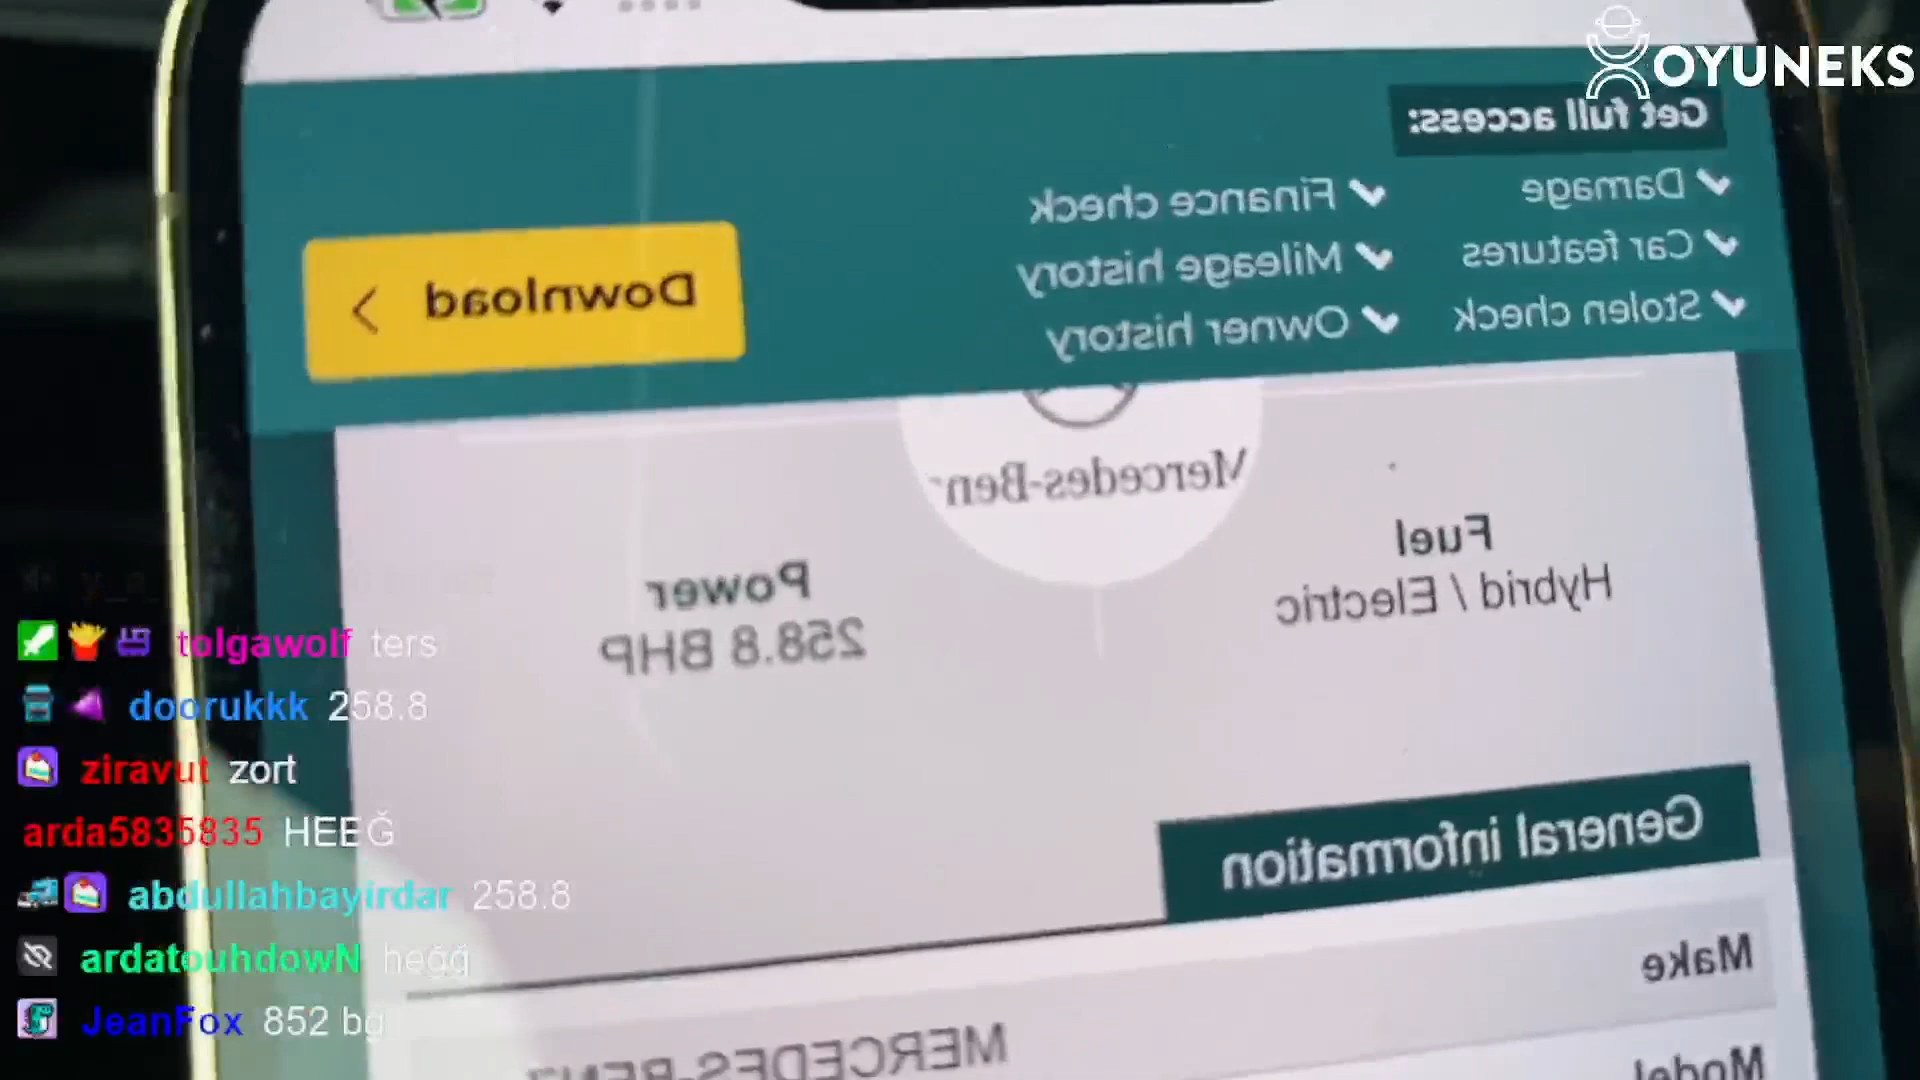 OYUNEKS
Get full access:
Damage
Finance check
Car features
Mileage history
Stolen check
Owner history
Download
Mercedes-Ben
Fuel
Hybrid / Electric
Power
258.8 BHP
General information
Make
MERCEDES-BENZ
Model
tolgawolf ters
doorukkk 258.8
ziravut zort
arda5835835 HEEĞ
abdullahbayirdar 258.8
ardatouhdowN heğğ
JeanFox 852 bg